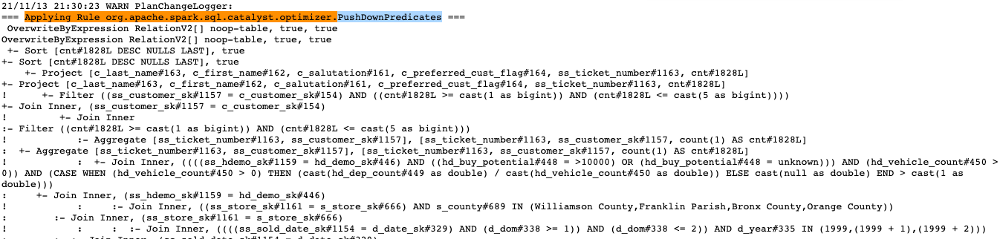 21/11/13 21:30:23 WARN PlanChangeLogger:
=== Applying Rule org.apache.spark.sql.catalyst.optimizer.PushDownPredicates ===
 OverwriteByExpression RelationV2[] noop-table, true, true
OverwriteByExpression RelationV2[] noop-table, true, true
 +- Sort [cnt#1828L DESC NULLS LAST], true
+- Sort [cnt#1828L DESC NULLS LAST], true
    +- Project [c_last_name#163, c_first_name#162, c_salutation#161, c_preferred_cust_flag#164, ss_ticket_number#1163, cnt#1828L]
+- Project [c_last_name#163, c_first_name#162, c_salutation#161, c_preferred_cust_flag#164, ss_ticket_number#1163, cnt#1828L]
!      +- Filter ((ss_customer_sk#1157 = c_customer_sk#154) AND ((cnt#1828L >= cast(1 as bigint)) AND (cnt#1828L <= cast(5 as bigint))))
+- Join Inner, (ss_customer_sk#1157 = c_customer_sk#154)
!         +- Join Inner
:- Filter ((cnt#1828L >= cast(1 as bigint)) AND (cnt#1828L <= cast(5 as bigint)))
!            :- Aggregate [ss_ticket_number#1163, ss_customer_sk#1157], [ss_ticket_number#1163, ss_customer_sk#1157, count(1) AS cnt#1828L]
:  +- Aggregate [ss_ticket_number#1163, ss_customer_sk#1157], [ss_ticket_number#1163, ss_customer_sk#1157, count(1) AS cnt#1828L]
!            :  +- Join Inner, ((((ss_hdemo_sk#1159 = hd_demo_sk#446) AND ((hd_buy_potential#448 = >10000) OR (hd_buy_potential#448 = unknown))) AND (hd_vehicle_count#450 >
0)) AND (CASE WHEN (hd_vehicle_count#450 > 0) THEN (cast(hd_dep_count#449 as double) / cast(hd_vehicle_count#450 as double)) ELSE cast(null as double) END > cast(1 as
double)))
:     +- Join Inner, (ss_hdemo_sk#1159 = hd_demo_sk#446)
!            :     :- Join Inner, ((ss_store_sk#1161 = s_store_sk#666) AND s_county#689 IN (Williamson County,Franklin Parish,Bronx County,Orange County))
:        :- Join Inner, (ss_store_sk#1161 = s_store_sk#666)
!            :     :  :- Join Inner, ((((ss_sold_date_sk#1154 = d_date_sk#329) AND (d_dom#338 >= 1)) AND (d_dom#338 <= 2)) AND d_year#335 IN (1999,(1999 + 1),(1999 + 2)))